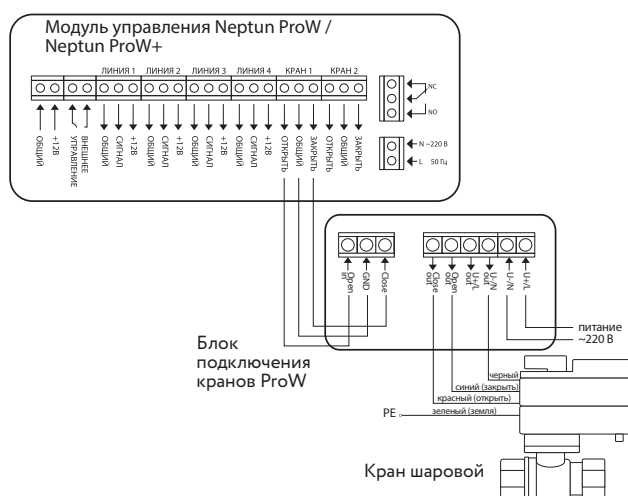 Модуль управления Neptun ProW /
Neptun ProW+
ЛИНИЯ 1 ЛИНИЯ 2 ЛИНИЯ 3 ЛИНИЯ 4 КРАН 1 КРАН 2
NC
NO
N ~220 В
L 50 Гц
ОБЩИЙ
+12В
ВНЕШНЕЕ
УПРАВЛЕНИЕ
ОБЩИЙ
СИГНАЛ
+12В
ОБЩИЙ
СИГНАЛ
+12В
ОБЩИЙ
СИГНАЛ
+12В
ОБЩИЙ
СИГНАЛ
+12В
ОТКРЫТЬ
ОБЩИЙ
ЗАКРЫТЬ
ОТКРЫТЬ
ОБЩИЙ
ЗАКРЫТЬ
Open
in
GND
Close
Close
out
Open
out
U+/L
out
U~/N
out
U~/N
U+/L
Блок
подключения
кранов ProW
питание
~220 В
черный
синий (закрыть)
красный (открыть)
PE
зеленый (земля)
Кран шаровой